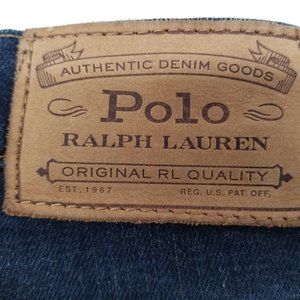 AUTHENTIC DENIM GOODS
Polo
RALPH LAUREN
ORIGINAL RL QUALITY
EST. 1967 REG. U.S. PAT. OFF.